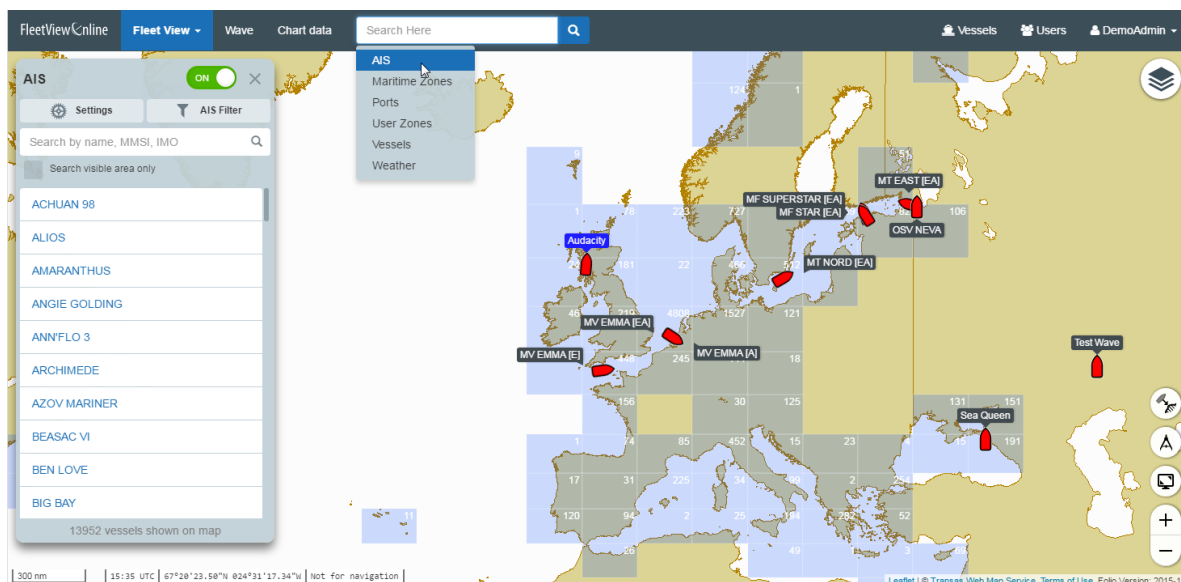 FleetViewOnline
Fleet View
Wave
Chart data
Search Here
Vessels
Users
DemoAdmin
AIS
Maritime Zones
Ports
User Zones
Vessels
Weather
AIS
ON
Settings
AIS Filter
Search by name, MMSI, IMO
Search visible area only
ACHUAN 98
ALIOS
AMARANTHUS
ANGIE GOLDING
ANN'FLO 3
ARCHIMEDE
AZOV MARINER
BEASAC VI
BEN LOVE
BIG BAY
13952 vessels shown on map
124 1
9 51
MT EAST [EA]
MF SUPERSTAR [EA]
MF STAR [EA]
1 78 223 727 82 106
OSV NEVA
Audacity
181 22
MT NORD [EA]
46 219 4808 1527 121
MV EMMA [EA]
MV EMMA [E]
MV EMMA [A]
245 18
Test Wave
156 30 125 131 151
Sea Queen
1 74 85 452 15 23 15 191
17 31 225 34 99 2 254
11 120 94 2 25 194 282 52
26 49 3 69
300 nm
15:35 UTC
67°20'23.50"N 024°31'17.34"W
Not for navigation
Leaflet | © Transas Web Map Service. Terms of Use. Folio Version: 2015-1